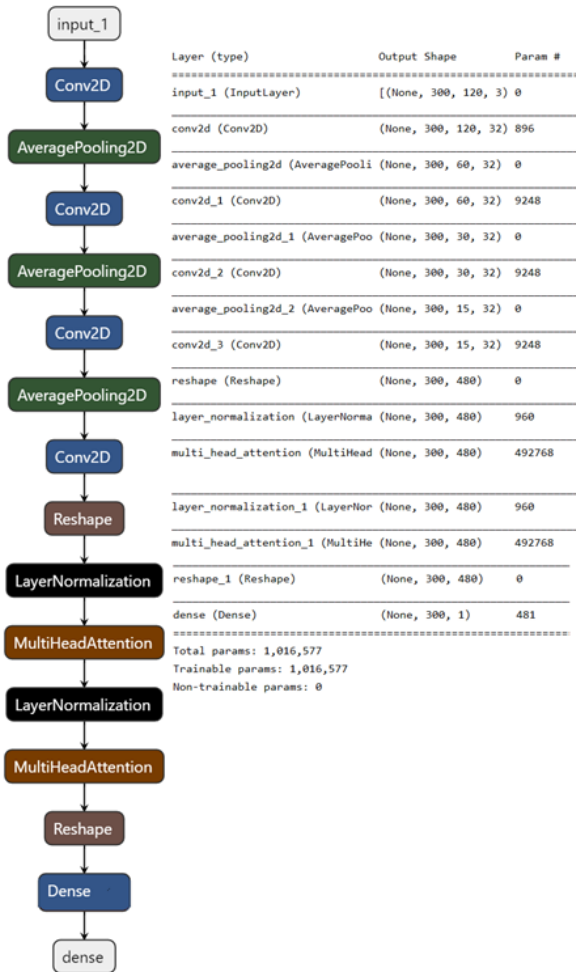 input_1
Conv2D
AveragePooling2D
Conv2D
AveragePooling2D
Conv2D
AveragePooling2D
Conv2D
Reshape
LayerNormalization
MultiHeadAttention
LayerNormalization
MultiHeadAttention
Reshape
Dense
dense
Layer (type) Output Shape Param #
input_1 (InputLayer) [(None, 300, 120, 3) 0
conv2d (Conv2D) (None, 300, 120, 32) 896
average_pooling2d (AveragePooli (None, 300, 60, 32) 0
conv2d_1 (Conv2D) (None, 300, 60, 32) 9248
average_pooling2d_1 (AveragePoo (None, 300, 30, 32) 0
conv2d_2 (Conv2D) (None, 300, 30, 32) 9248
average_pooling2d_2 (AveragePoo (None, 300, 15, 32) 0
conv2d_3 (Conv2D) (None, 300, 15, 32) 9248
reshape (Reshape) (None, 300, 480) 0
layer_normalization (LayerNorma (None, 300, 480) 960
multi_head_attention (MultiHead (None, 300, 480) 492768
layer_normalization_1 (LayerNor (None, 300, 480) 960
multi_head_attention_1 (MultiHe (None, 300, 480) 492768
reshape_1 (Reshape) (None, 300, 480) 0
dense (Dense) (None, 300, 1) 481
Total params: 1,016,577
Trainable params: 1,016,577
Non-trainable params: 0